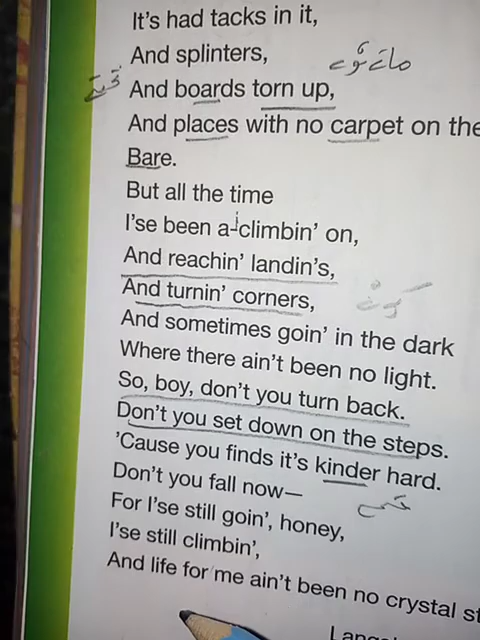 It's had tacks in it,
And splinters,
And boards torn up,
And places with no carpet on the
Bare.
But all the time
I'se been a-climbin' on,
And reachin' landin's,
And turnin' corners,
And sometimes goin' in the dark
Where there ain't been no light.
So, boy, don't you turn back.
Don't you set down on the steps.
'Cause you finds it's kinder hard.
Don't you fall now—
For I'se still goin', honey,
I'se still climbin',
And life for me ain't been no crystal